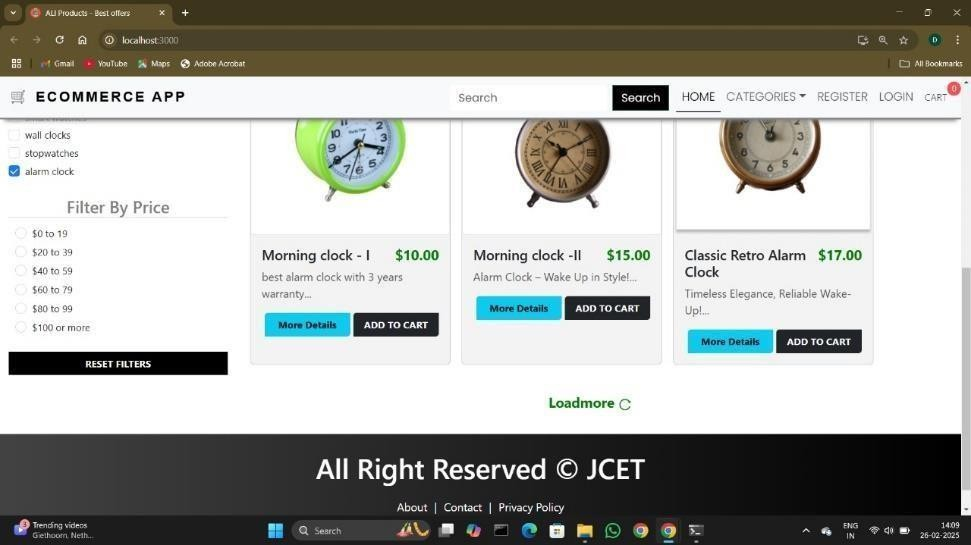 ALl Products - Best offers
localhost:3000
D
Gmail YouTube Maps Adobe Acrobat All Bookmarks
ECOMMERCE APP
Search Search HOME CATEGORIES REGISTER LOGIN CART 0
wall clocks
stopwatches
alarm clock
Filter By Price
$0 to 19
$20 to 39
$40 to 59
$60 to 79
$80 to 99
$100 or more
RESET FILTERS
Morning clock - I $10.00
best alarm clock with 3 years
warranty...
More Details ADD TO CART
Morning clock -II $15.00
Alarm Clock – Wake Up in Style!...
More Details ADD TO CART
Classic Retro Alarm
Clock
$17.00
Timeless Elegance, Reliable Wake-
Up!...
More Details ADD TO CART
Loadmore
All Right Reserved © JCET
About | Contact | Privacy Policy
3
Trending videos
Giethoorn, Neth...
Search
ENG
IN
14:09
26-02-2025